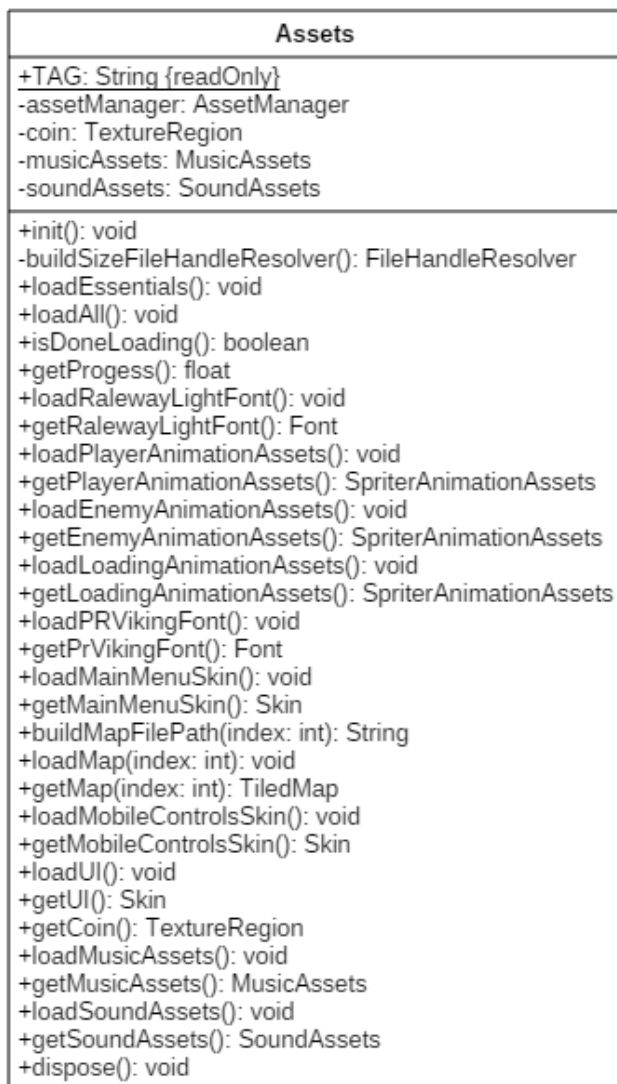 Assets
+TAG: String {readOnly}
-assetManager: AssetManager
-coin: TextureRegion
-musicAssets: MusicAssets
-soundAssets: SoundAssets
+init(): void
-buildSizeFileHandleResolver(): FileHandleResolver
+loadEssentials(): void
+loadAll(): void
+isDoneLoading(): boolean
+getProgess(): float
+loadRalewayLightFont(): void
+getRalewayLightFont(): Font
+loadPlayerAnimationAssets(): void
+getPlayerAnimationAssets(): SpriterAnimationAssets
+loadEnemyAnimationAssets(): void
+getEnemyAnimationAssets(): SpriterAnimationAssets
+loadLoadingAnimationAssets(): void
+getLoadingAnimationAssets(): SpriterAnimationAssets
+loadPRVikingFont(): void
+getPrVikingFont(): Font
+loadMainMenuSkin(): void
+getMainMenuSkin(): Skin
+buildMapFilePath(index: int): String
+loadMap(index: int): void
+getMap(index: int): TiledMap
+loadMobileControlsSkin(): void
+getMobileControlsSkin(): Skin
+loadUI(): void
+getUI(): Skin
+getCoin(): TextureRegion
+loadMusicAssets(): void
+getMusicAssets(): MusicAssets
+loadSoundAssets(): void
+getSoundAssets(): SoundAssets
+dispose(): void